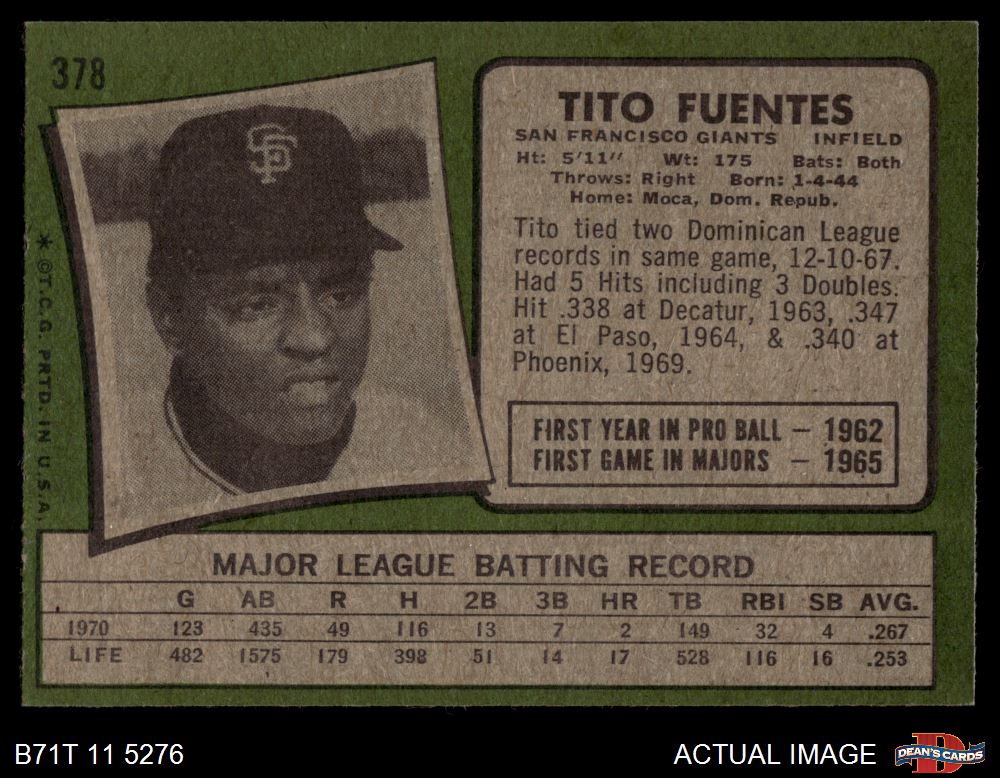 378
SF
TITO FUENTES
SAN FRANCISCO GIANTS INFIELD
Ht: 5'11" Wt: 175 Bats: Both
Throws: Right Born: 1-4-44
Home: Moca, Dom. Repub.
Tito tied two Dominican League
records in same game, 12-10-67.
Had 5 Hits including 3 Doubles.
Hit .338 at Decatur, 1963, .347
at El Paso, 1964, & .340 at
Phoenix, 1969.
FIRST YEAR IN PRO BALL — 1962
FIRST GAME IN MAJORS — 1965
* ©T.C.G. PRTD. IN U.S.A.
MAJOR LEAGUE BATTING RECORD
G AB R H 2B 3B HR TB RBI SB AVG.
1970 123 435 49 116 13 7 2 149 32 4 .267
LIFE 482 1575 179 398 51 14 17 528 116 16 .253
B71T 11 5276
ACTUAL IMAGE
D
DEAN'S CARDS